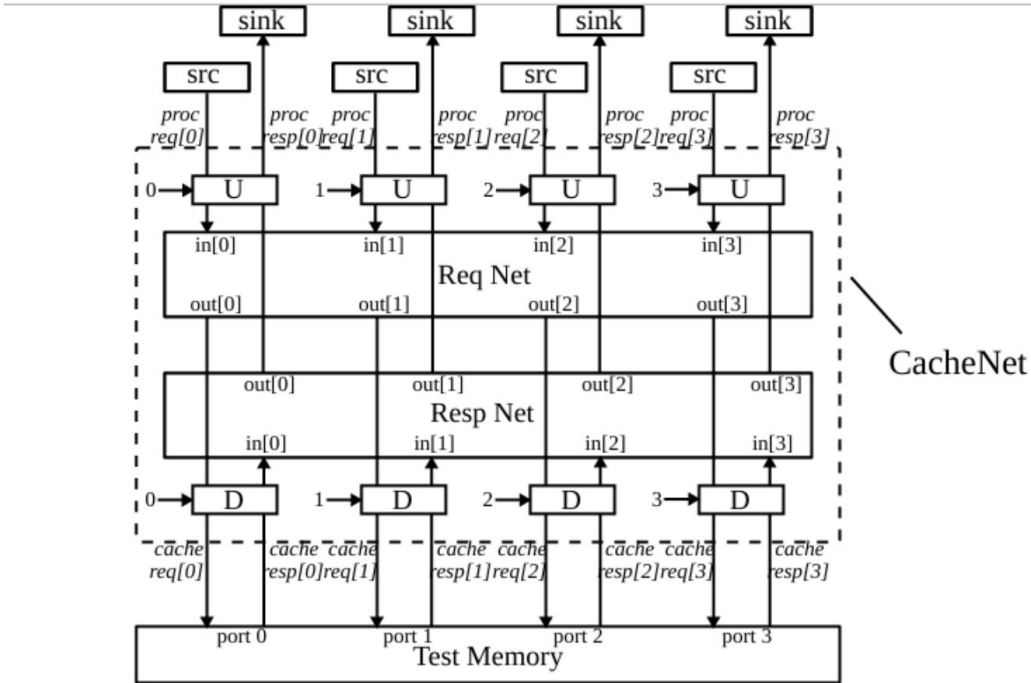 sink sink sink sink
src src src src
proc proc proc proc proc proc proc proc
req[0] resp[0]req[1] resp[1]req[2] resp[2]req[3] resp[3]
0 U 1 U 2 U 3 U
in[0] in[1] in[2] in[3]
Req Net
out[0] out[1] out[2] out[3]
CacheNet
out[0] out[1] out[2] out[3]
Resp Net
in[0] in[1] in[2] in[3]
0 D 1 D 2 D 3 D
cache cache cache cache cache cache cache cache
req[0] resp[0]req[1] resp[1]req[2] resp[2]req[3] resp[3]
port 0 port 1 port 2 port 3
Test Memory